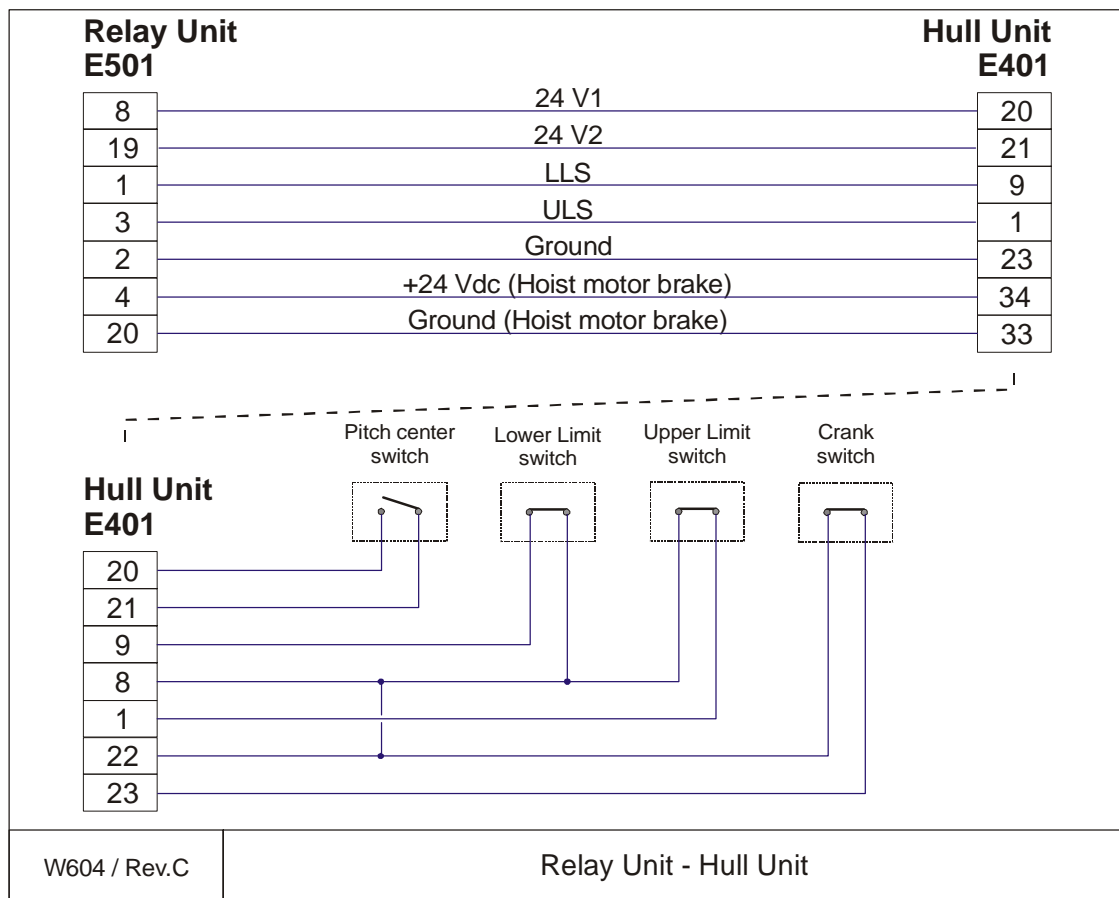 Relay Unit
E501
Hull Unit
E401
8
24 V1
20
19
24 V2
21
1
LLS
9
3
ULS
1
2
Ground
23
4
+24 Vdc (Hoist motor brake)
34
20
Ground (Hoist motor brake)
33
Pitch center
switch
Lower Limit
switch
Upper Limit
switch
Crank
switch
Hull Unit
E401
20
21
9
8
1
22
23
W604 / Rev.C
Relay Unit - Hull Unit